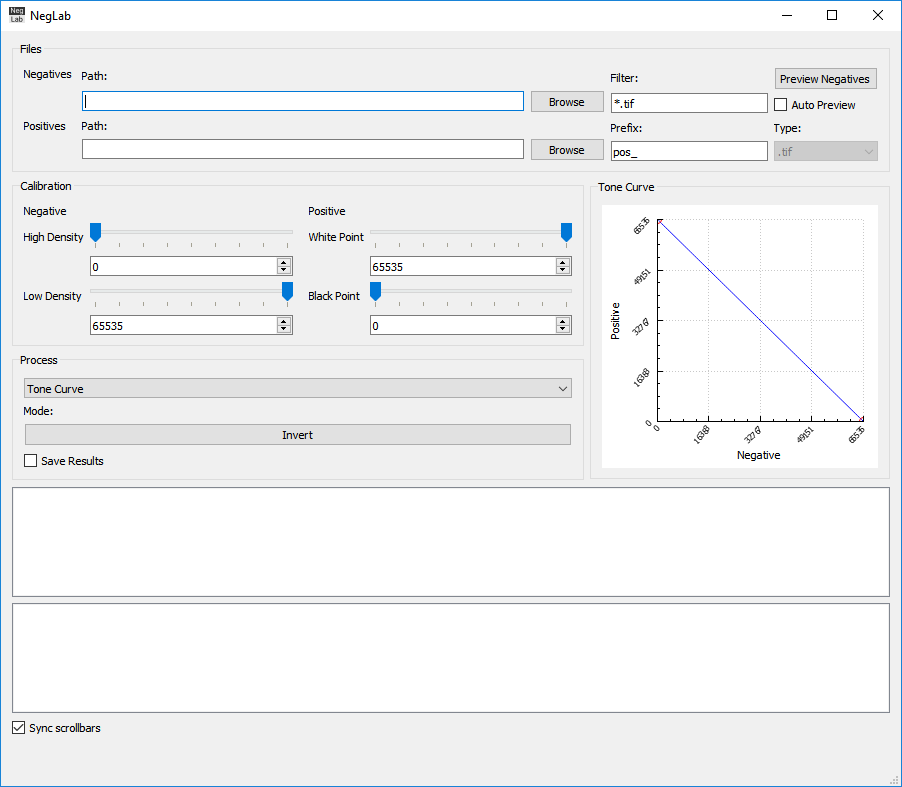 Neg
Lab
NegLab
Files
Negatives Path: Filter: Preview Negatives
Browse *.tif Auto Preview
Positives Path: Prefix: Type:
Browse pos_ .tif
Calibration
Negative Positive
High Density White Point
0 65535
Low Density Black Point
65535 0
Process
Tone Curve
Mode:
Invert
Save Results
Tone Curve
65535
49151
32767
16383
0
Positive
0 16383 32767 49151 65535
Negative
Sync scrollbars